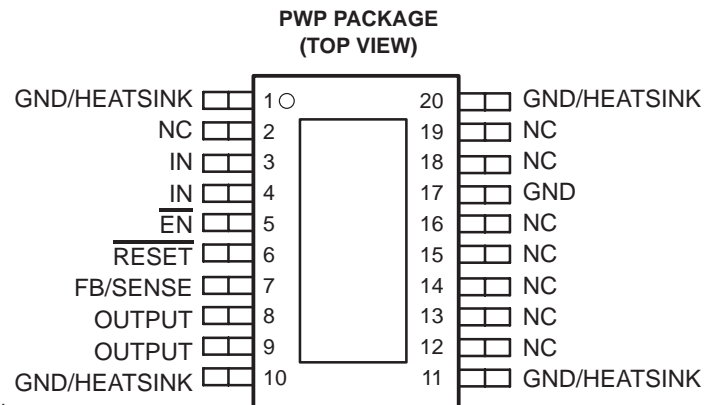 PWP PACKAGE
(TOP VIEW)
GND/HEATSINK 1 20 GND/HEATSINK
NC 2 19 NC
IN 3 18 NC
IN 4 17 GND
EN 5 16 NC
RESET 6 15 NC
FB/SENSE 7 14 NC
OUTPUT 8 13 NC
OUTPUT 9 12 NC
GND/HEATSINK 10 11 GND/HEATSINK